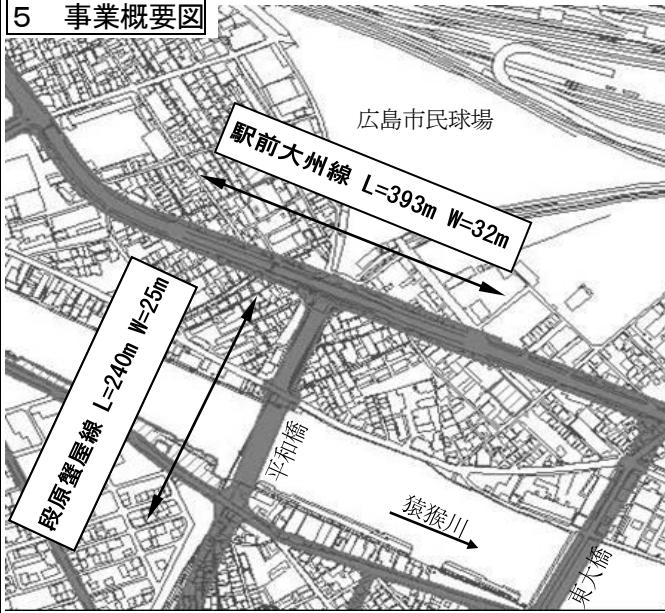 5 事業概要図
広島市民球場
駅前大州線 L=393m W=32m
段原蟹屋線 L=240m W=25m
平和橋
猿猴川
東大橋